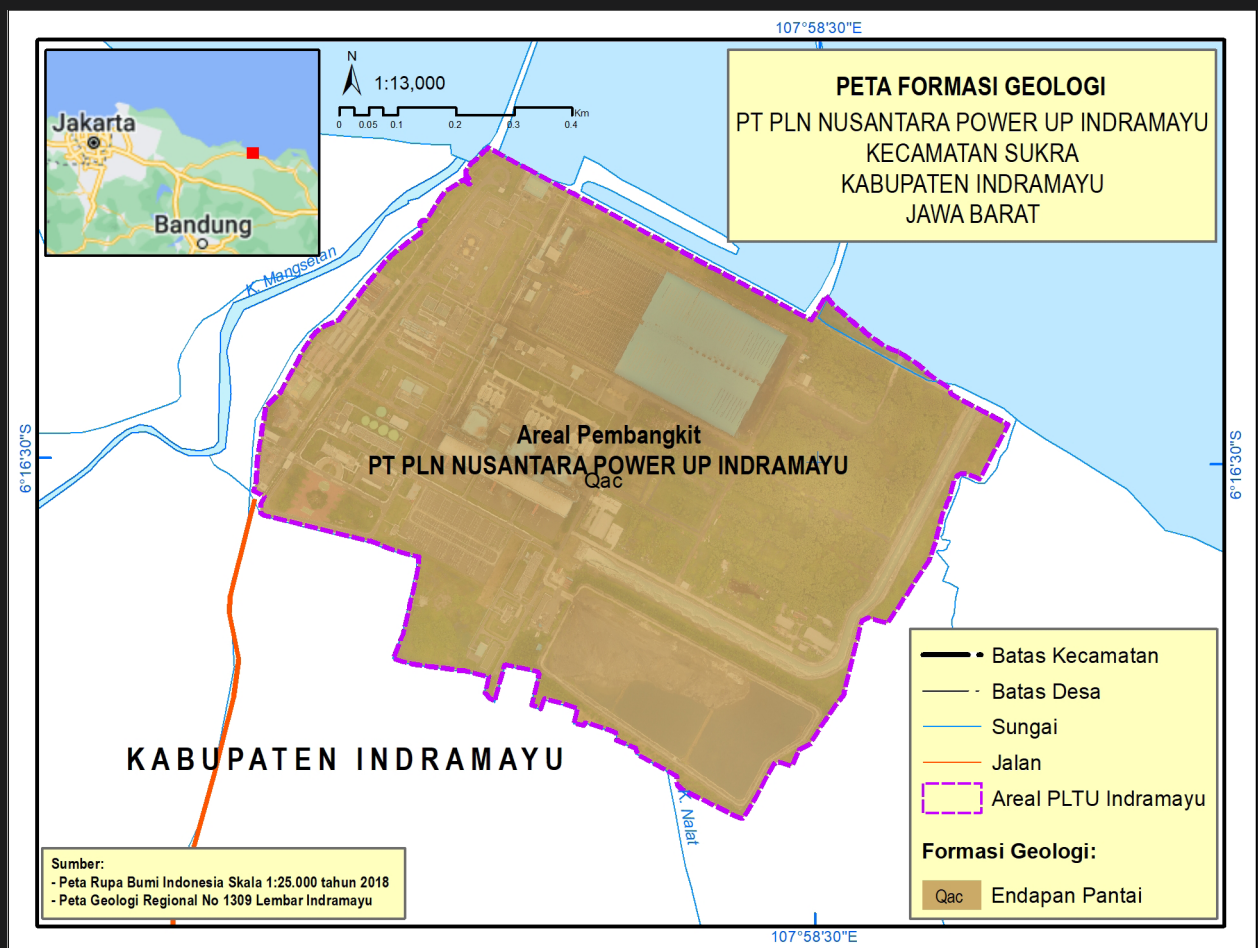 107°58'30"E
PETA FORMASI GEOLOGI
PT PLN NUSANTARA POWER UP INDRAMAYU
KECAMATAN SUKRA
KABUPATEN INDRAMAYU
JAWA BARAT
N
1:13,000
Km
0 0.05 0.1 0.2 0.3 0.4
Jakarta
Bandung
K. Mangsetan
6°16'30"S
6°16'30"S
Areal Pembangkit
PT PLN NUSANTARA POWER UP INDRAMAYU
Qac
KABUPATEN INDRAMAYU
K. Nalat
Batas Kecamatan
Batas Desa
Sungai
Jalan
Areal PLTU Indramayu
Formasi Geologi:
Qac Endapan Pantai
Sumber:
- Peta Rupa Bumi Indonesia Skala 1:25.000 tahun 2018
- Peta Geologi Regional No 1309 Lembar Indramayu
107°58'30"E